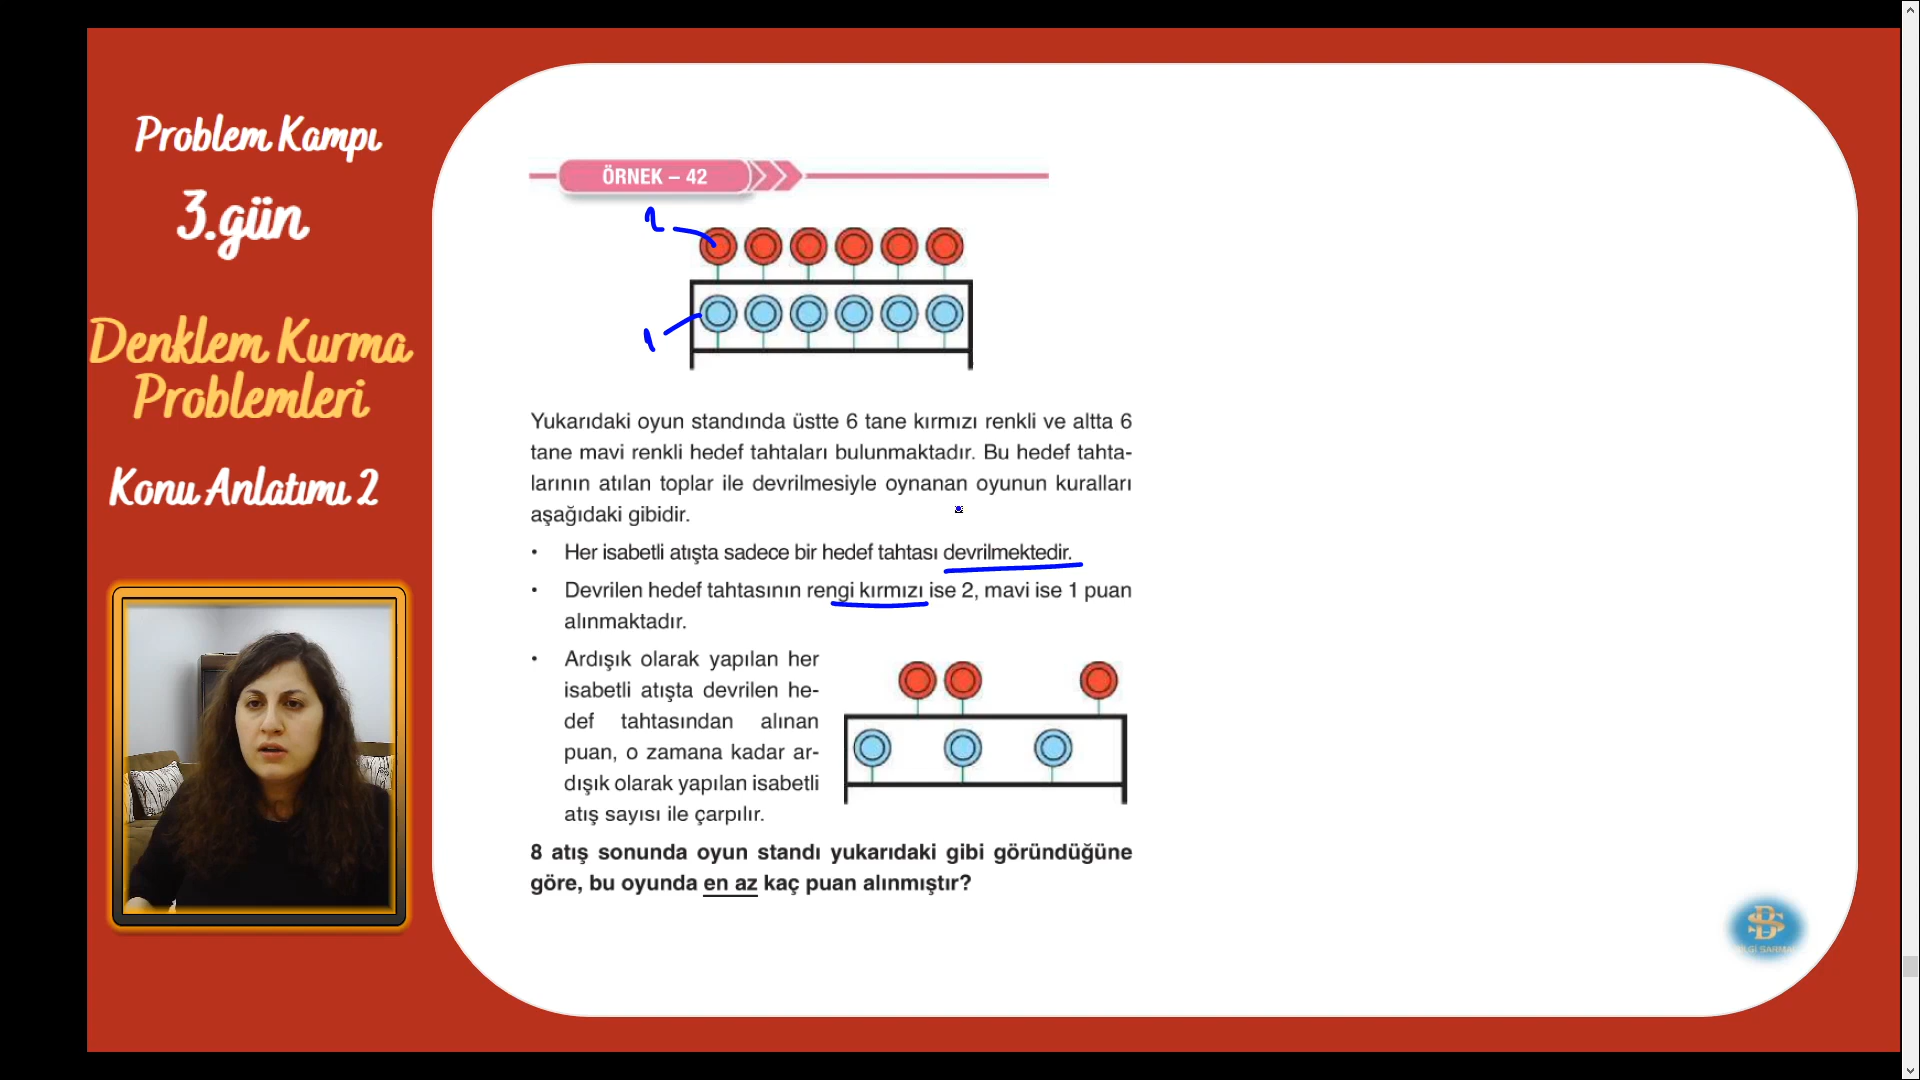 Problem Kampı
3.gün
Denklem Kurma
Problemleri
Konu Anlatımı 2
ÖRNEK – 42
2
1
Yukarıdaki oyun standında üstte 6 tane kırmızı renkli ve altta 6
tane mavi renkli hedef tahtaları bulunmaktadır. Bu hedef tahta-
larının atılan toplar ile devrilmesiyle oynanan oyunun kuralları
aşağıdaki gibidir.
• Her isabetli atışta sadece bir hedef tahtası devrilmektedir.
• Devrilen hedef tahtasının rengi kırmızı ise 2, mavi ise 1 puan
alınmaktadır.
• Ardışık olarak yapılan her
isabetli atışta devrilen he-
def tahtasından alınan
puan, o zamana kadar ar-
dışık olarak yapılan isabetli
atış sayısı ile çarpılır.
8 atış sonunda oyun standı yukarıdaki gibi göründüğüne
göre, bu oyunda en az kaç puan alınmıştır?